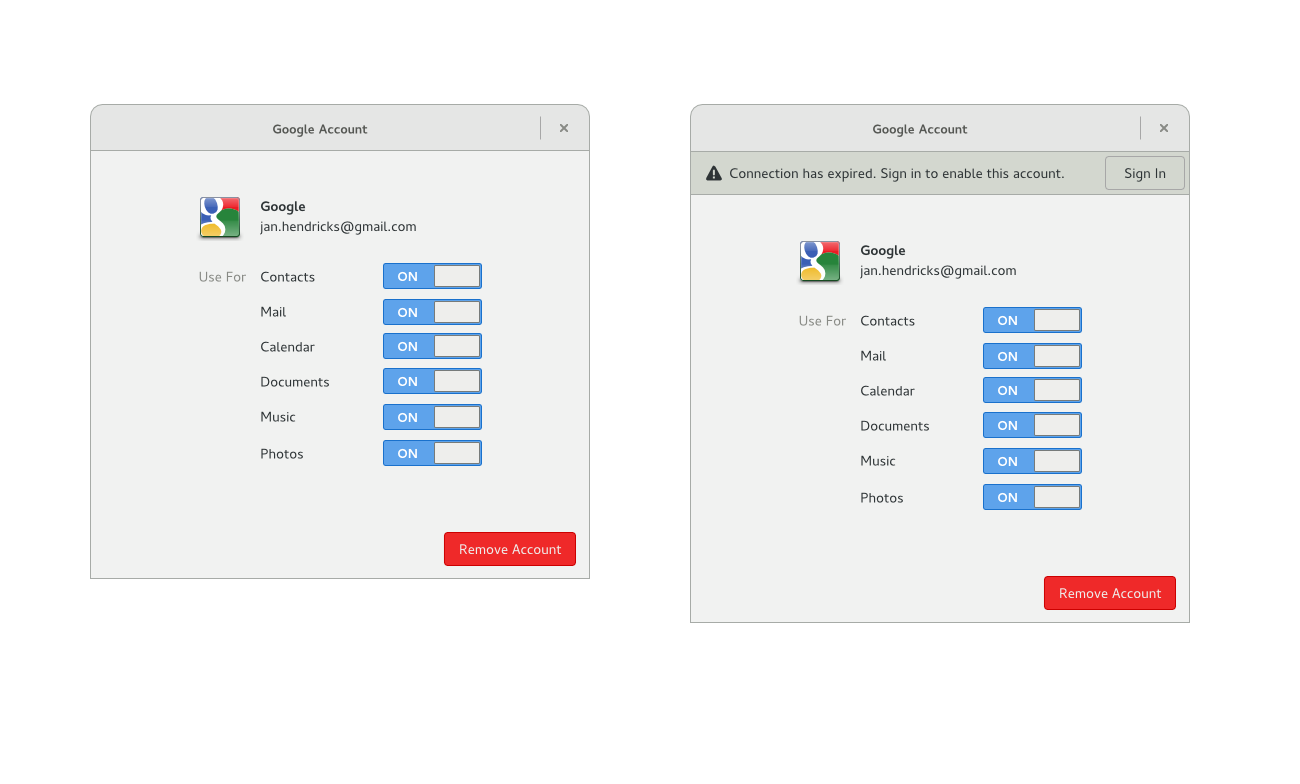 Google Account
Google
jan.hendricks@gmail.com
Use For Contacts ON
Mail ON
Calendar ON
Documents ON
Music ON
Photos ON
Remove Account
Google Account
Connection has expired. Sign in to enable this account. Sign In
Google
jan.hendricks@gmail.com
Use For Contacts ON
Mail ON
Calendar ON
Documents ON
Music ON
Photos ON
Remove Account